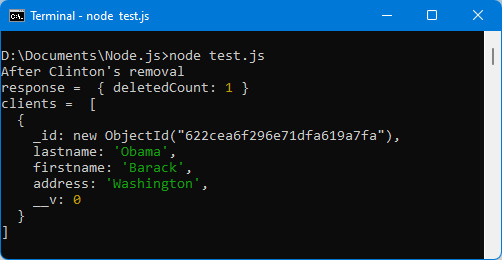 Terminal - node test.js
D:\Documents\Node.js>node test.js
After Clinton's removal
response =  { deletedCount: 1 }
clients =  [
  {
    _id: new ObjectId("622cea6f296e71dfa619a7fa"),
    lastname: 'Obama',
    firstname: 'Barack',
    address: 'Washington',
    __v: 0
  }
]